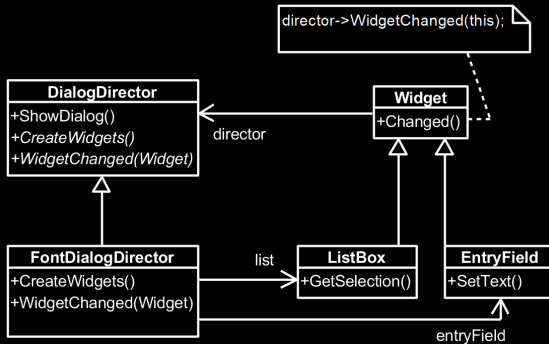 director->WidgetChanged(this);
DialogDirector
+ShowDialog()
+CreateWidgets()
+WidgetChanged(Widget)
director
Widget
+Changed()
FontDialogDirector
+CreateWidgets()
+WidgetChanged(Widget)
list
ListBox
+GetSelection()
EntryField
+SetText()
entryField